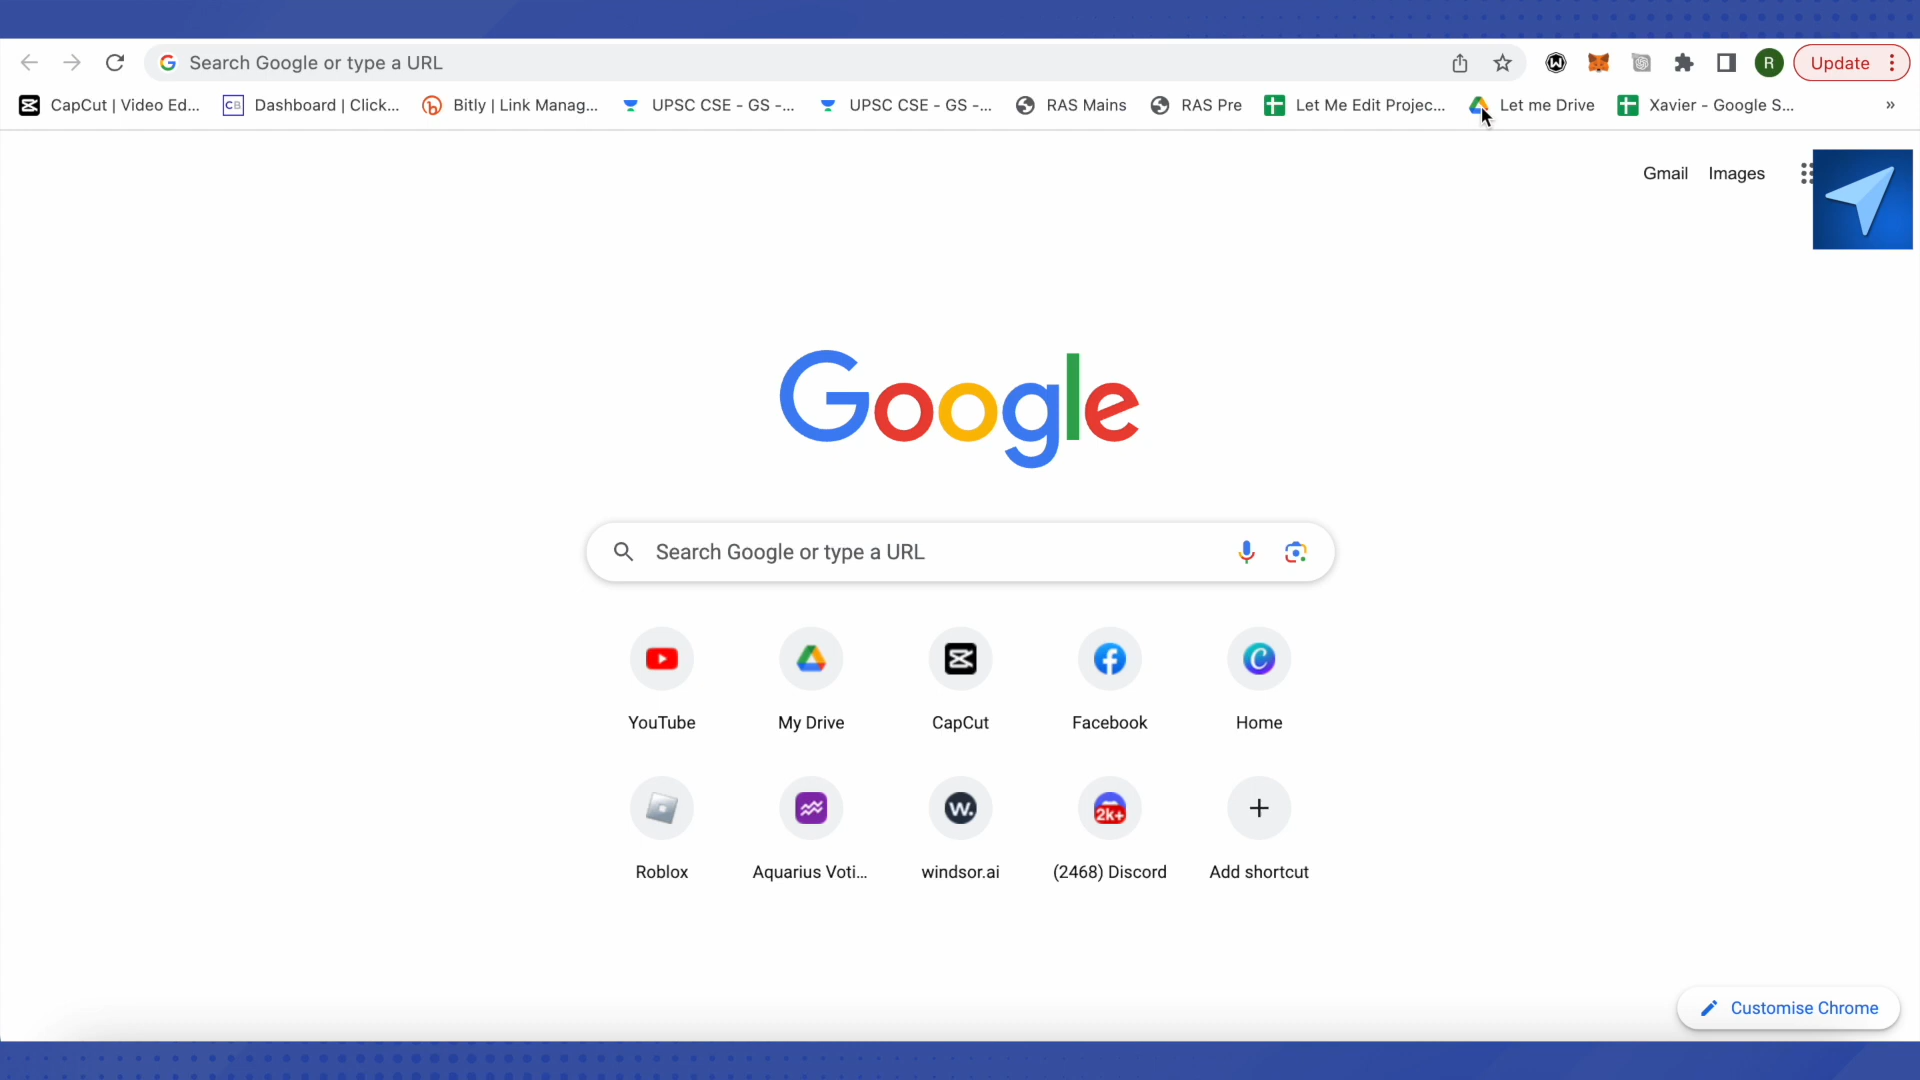 Search Google or type a URL
R
Update
CapCut | Video Ed...
CB
Dashboard | Click...
Bitly | Link Manag...
UPSC CSE - GS -...
UPSC CSE - GS -...
RAS Mains
RAS Pre
Let Me Edit Projec...
Let me Drive
Xavier - Google S...
»
Gmail
Images
Google
Search Google or type a URL
YouTube
My Drive
CapCut
Facebook
Home
2k+
w.
Roblox
Aquarius Voti...
windsor.ai
(2468) Discord
Add shortcut
Customise Chrome